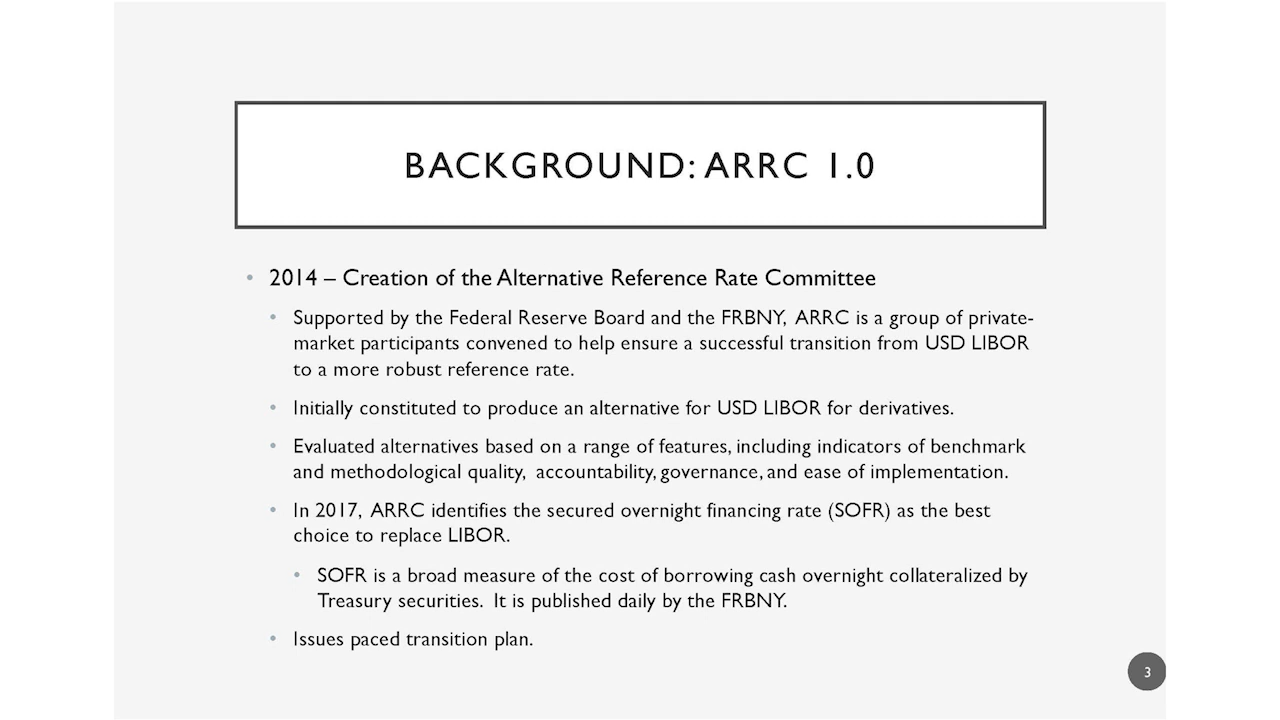 BACKGROUND: ARRC 1.0
• 2014 – Creation of the Alternative Reference Rate Committee
• Supported by the Federal Reserve Board and the FRBNY, ARRC is a group of private-
market participants convened to help ensure a successful transition from USD LIBOR
to a more robust reference rate.
• Initially constituted to produce an alternative for USD LIBOR for derivatives.
• Evaluated alternatives based on a range of features, including indicators of benchmark
and methodological quality, accountability, governance, and ease of implementation.
• In 2017, ARRC identifies the secured overnight financing rate (SOFR) as the best
choice to replace LIBOR.
• SOFR is a broad measure of the cost of borrowing cash overnight collateralized by
Treasury securities. It is published daily by the FRBNY.
• Issues paced transition plan.
3